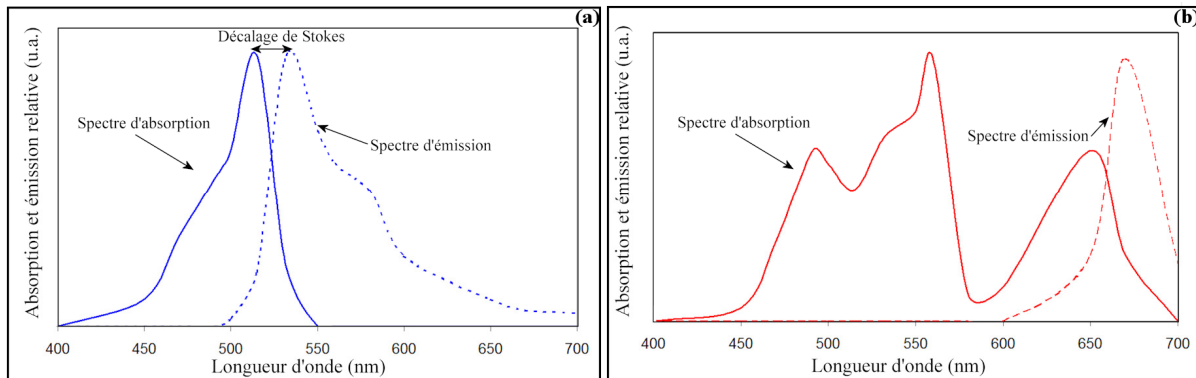 (a)
Absorption et émission relative (u.a.)
Décalage de Stokes
Spectre d'absorption
Spectre d'émission
400 450 500 550 600 650 700
Longueur d'onde (nm)
(b)
Absorption et émission relative (u.a.)
Spectre d'absorption
Spectre d'émission
400 450 500 550 600 650 700
Longueur d'onde (nm)